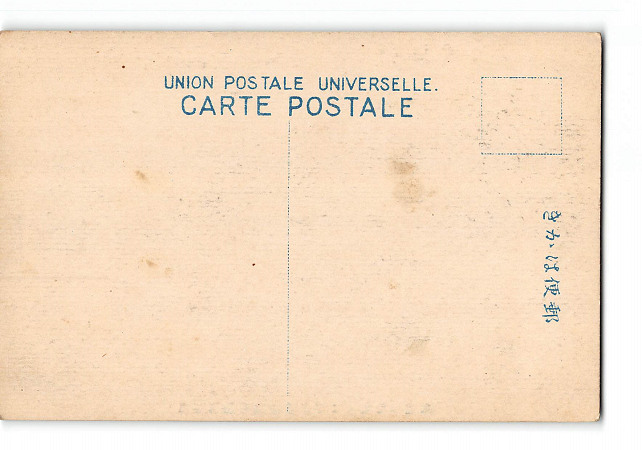 UNION POSTALE UNIVERSELLE.
CARTE POSTALE
きかは便郵